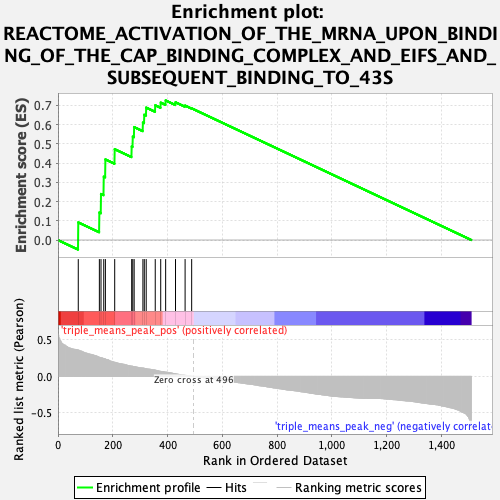 Enrichment plot:
REACTOME_ACTIVATION_OF_THE_MRNA_UPON_BINDI
NG_OF_THE_CAP_BINDING_COMPLEX_AND_EIFS_AND_
SUBSEQUENT_BINDING_TO_43S
Enrichment score (ES)
0.7
0.6
0.5
0.4
0.3
0.2
0.1
0.0
'triple_means_peak_pos' (positively correlated)
Ranked list metric (Pearson)
0.5
0.0
-0.5
Zero cross at 496
'triple_means_peak_neg' (negatively correlat
0 200 400 600 800 1,000 1,200 1,400
Rank in Ordered Dataset
Enrichment profile Hits Ranking metric scores